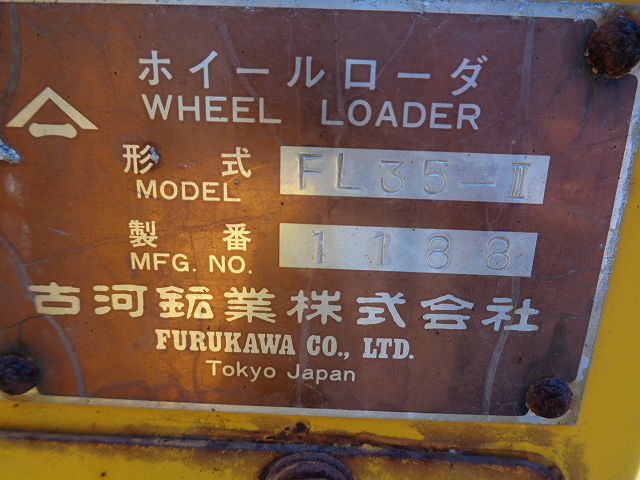 ホイールローダ
WHEEL LOADER
形式 FL35-II
MODEL
製番 1188
MFG. NO.
古河鉱業株式会社
FURUKAWA CO., LTD.
Tokyo Japan